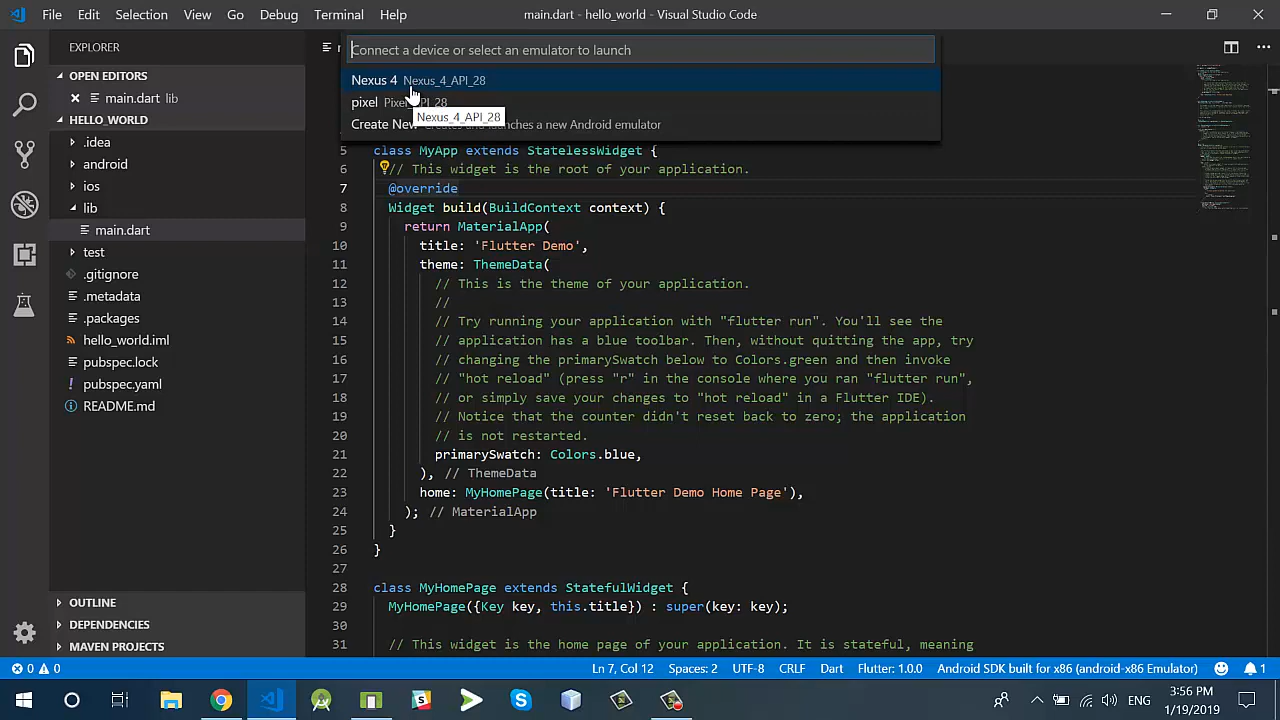 File Edit Selection View Go Debug Terminal Help
main.dart - hello_world - Visual Studio Code
EXPLORER
OPEN EDITORS
main.dart lib
HELLO_WORLD
.idea
android
ios
lib
main.dart
test
.gitignore
.metadata
.packages
hello_world.iml
pubspec.lock
pubspec.yaml
README.md
OUTLINE
DEPENDENCIES
MAVEN PROJECTS
Connect a device or select an emulator to launch
Nexus 4 Nexus_4_API_28
pixel
Nexus_4_API_28
Create New Creates and launches a new Android emulator
5 class MyApp extends StatelessWidget {
6 // This widget is the root of your application.
7 @override
8 Widget build(BuildContext context) {
9 return MaterialApp(
10 title: 'Flutter Demo',
11 theme: ThemeData(
12 // This is the theme of your application.
13 //
14 // Try running your application with "flutter run". You'll see the
15 // application has a blue toolbar. Then, without quitting the app, try
16 // changing the primarySwatch below to Colors.green and then invoke
17 // "hot reload" (press "r" in the console where you ran "flutter run",
18 // or simply save your changes to "hot reload" in a Flutter IDE).
19 // Notice that the counter didn't reset back to zero; the application
20 // is not restarted.
21 primarySwatch: Colors.blue,
22 ), // ThemeData
23 home: MyHomePage(title: 'Flutter Demo Home Page'),
24 ); // MaterialApp
25 }
26 }
27
28 class MyHomePage extends StatefulWidget {
29 MyHomePage({Key key, this.title}) : super(key: key);
30
31 // This widget is the home page of your application. It is stateful, meaning
0 0
Ln 7, Col 12 Spaces: 2 UTF-8 CRLF Dart Flutter: 1.0.0 Android SDK built for x86 (android-x86 Emulator) 1
ENG
3:56 PM
1/19/2019